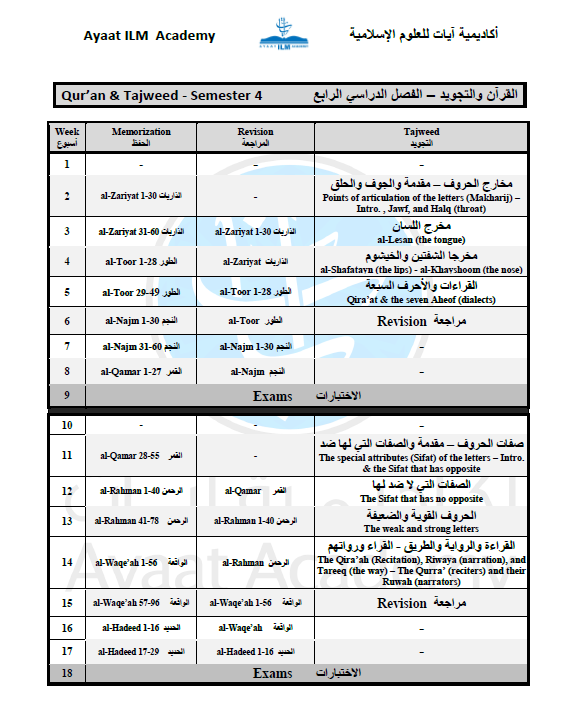 Ayaat ILM Academy
أكاديمية آيات للعلوم الإسلامية
AYAAT ILM ACADEMY
Qur'an & Tajweed - Semester 4 القرآن والتجويد – الفصل الدراسي الرابع
Week Memorization Revision Tajweed
أسبوع الحفظ المراجعة التجويد
1 - - -
مخارج الحروف – مقدمة والجوف والحلق
2 al-Zariyat 1-30 الذاريات - Points of articulation of the letters (Makharij) –
Intro. , Jawf, and Halq (throat)
3 al-Zariyat 31-60 الذاريات al-Zariyat 1-30 الذاريات مخرج اللسان
al-Lesan (the tongue)
4 al-Toor 1-28 الطور al-Zariyat الذاريات مخرجا الشفتين والخيشوم
al-Shafatayn (the lips) - al-Khayshoom (the nose)
5 al-Toor 29-49 الطور al-Toor 1-28 الطور القراءات والأحرف السبعة
Qira'at & the seven Aheof (dialects)
6 al-Najm 1-30 النجم al-Toor الطور Revision مراجعة
7 al-Najm 31-60 النجم al-Najm 1-30 النجم -
8 al-Qamar 1-27 القمر al-Najm النجم -
9 Exams الاختبارات
10 - - -
صفات الحروف – مقدمة والصفات التي لها ضد
11 al-Qamar 28-55 القمر - The special attributes (Sifat) of the letters – Intro.
& the Sifat that has opposite
12 al-Rahman 1-40 الرحمن al-Qamar القمر الصفات التي لا ضد لها
The Sifat that has no opposite
13 al-Rahman 41-78 الرحمن al-Rahman 1-40 الرحمن الحروف القوية والضعيفة
The weak and strong letters
القراءة والرواية والطريق - القراء ورواتهم
14 al-Waqe'ah 1-56 الواقعة al-Rahman الرحمن The Qira'ah (Recitation), Riwaya (narration), and
Tareeq (the way) – The Qurra' (reciters) and their
Ruwah (narrators)
15 al-Waqe'ah 57-96 الواقعة al-Waqe'ah 1-56 الواقعة Revision مراجعة
16 al-Hadeed 1-16 الحديد al-Waqe'ah الواقعة -
17 al-Hadeed 17-29 الحديد al-Hadeed 1-16 الحديد -
18 Exams الاختبارات